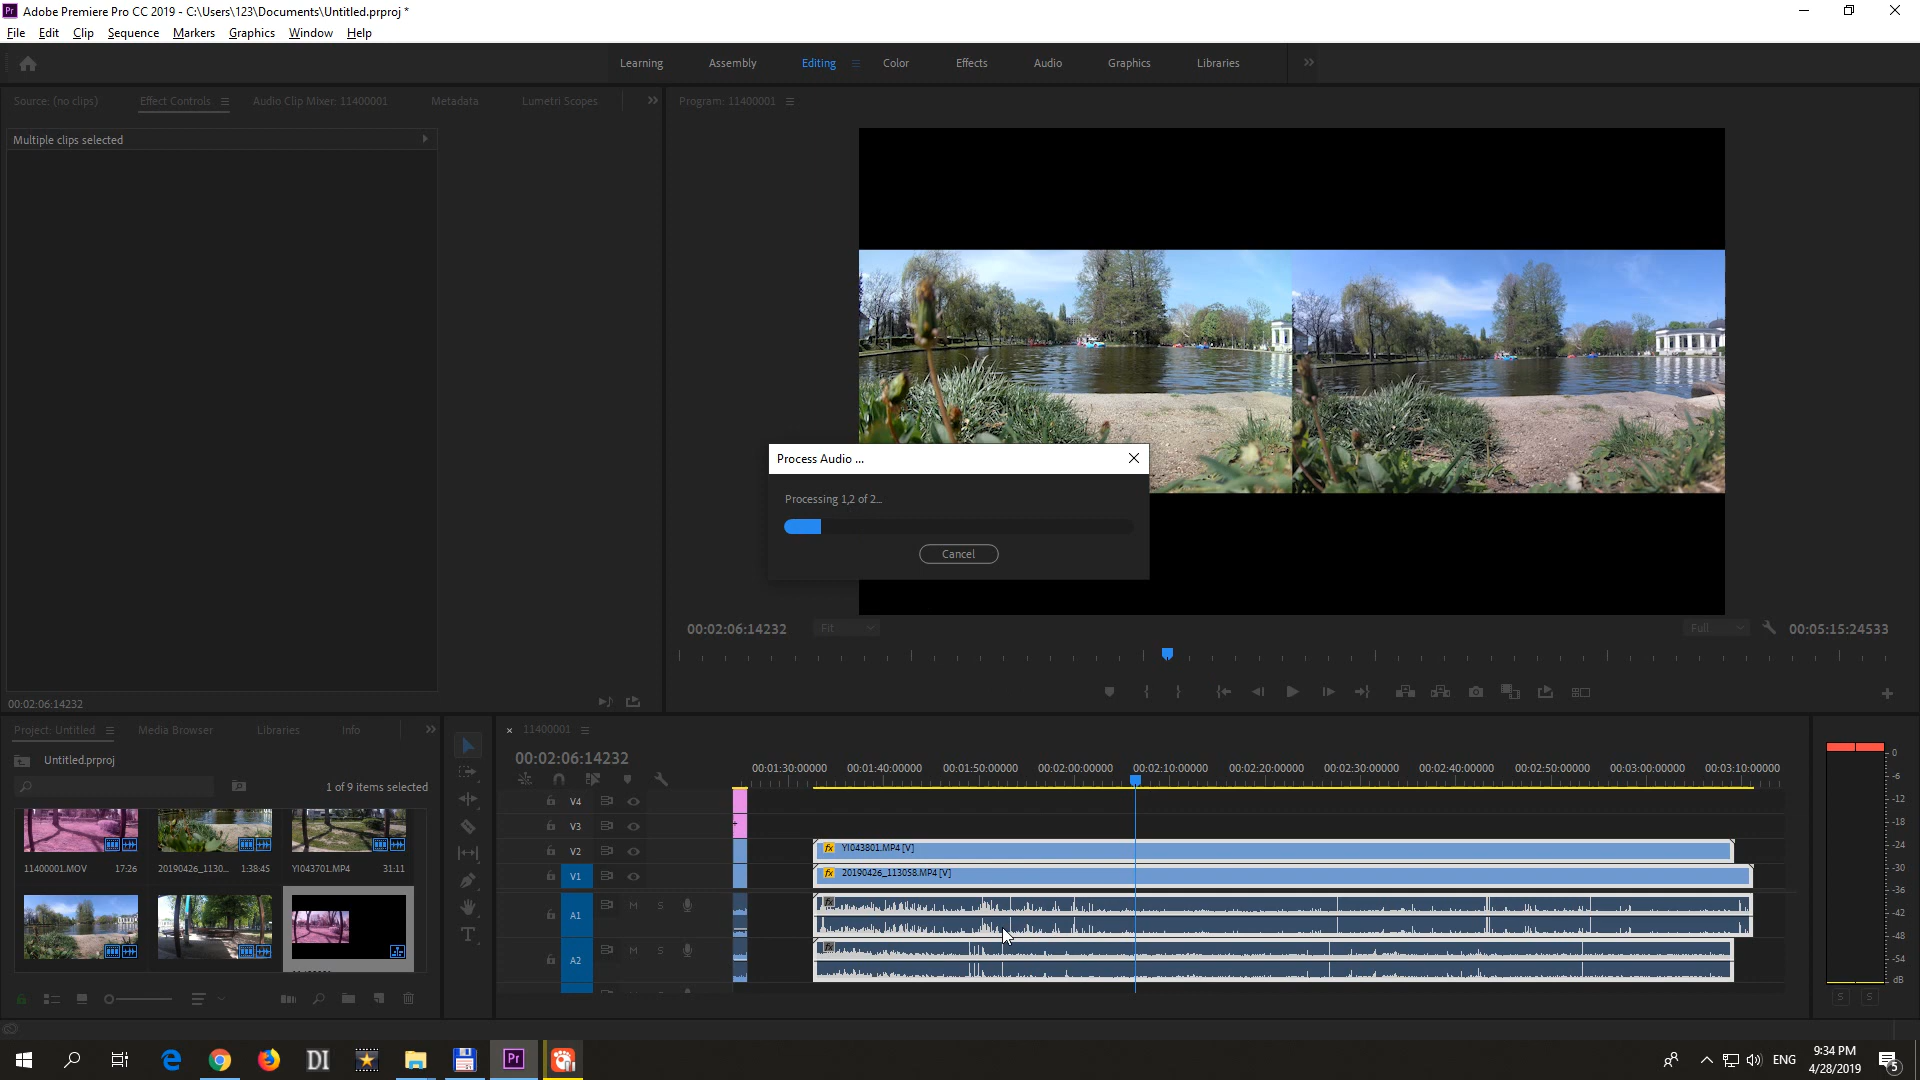 Adobe Premiere Pro CC 2019 - C:\Users\123\Documents\Untitled.prproj *
File Edit Clip Sequence Markers Graphics Window Help
Learning Assembly Editing Color Effects Audio Graphics Libraries
Source: (no clips) Effect Controls Audio Clip Mixer: 11400001 Metadata Lumetri Scopes
Program: 11400001
Multiple clips selected
Process Audio ...
Processing 1,2 of 2...
Cancel
00:02:06:14232 Fit Full 00:05:15:24533
00:02:06:14232
Project: Untitled Media Browser Libraries Info
Untitled.prproj
1 of 9 items selected
11400001.MOV 17:26 20190426_1130... 1:38:45 YI043701.MP4 31:11
11400001
00:02:06:14232
00:01:30:00000 00:01:40:00000 00:01:50:00000 00:02:00:00000 00:02:10:00000 00:02:20:00000 00:02:30:00000 00:02:40:00000 00:02:50:00000 00:03:00:00000 00:03:10:00000
V4
V3
V2 fx YI043801.MP4 [V]
V1 fx 20190426_113058.MP4 [V]
A1 M S fx
A2 M S fx
0
-6
-12
-18
-24
-30
-36
-42
-48
-54
dB
S S
Pr
DI
Pr
ENG
9:34 PM
4/28/2019
5